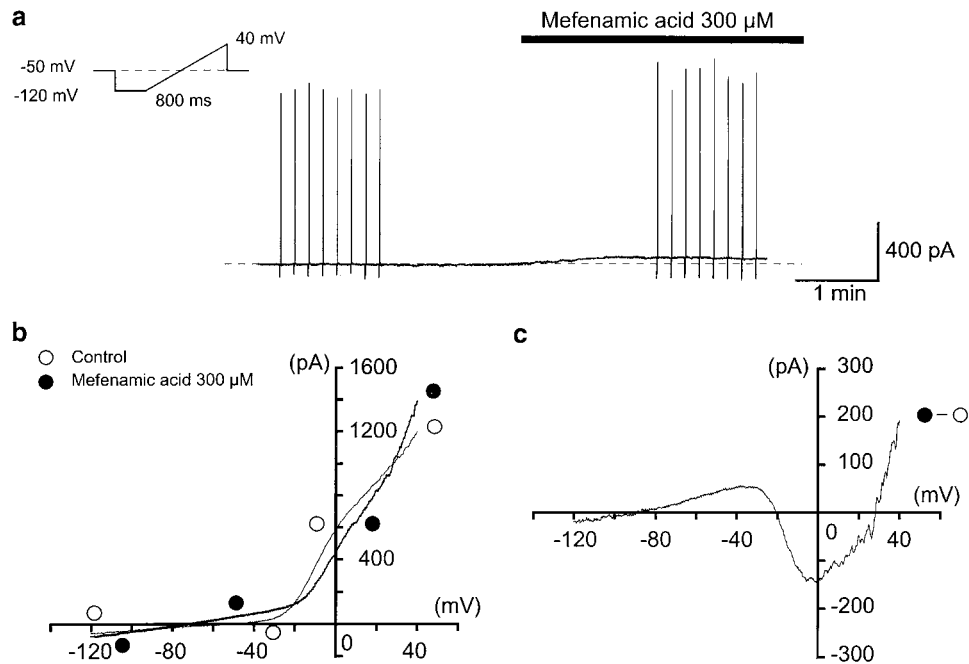 a
Mefenamic acid 300 µM
40 mV
-50 mV
-120 mV
800 ms
400 pA
1 min
b
Control
Mefenamic acid 300 µM
(pA)
1600
1200
400
(mV)
-120
-80
-40
0
40
c
(pA)
300
200
100
(mV)
0
-120
-80
-40
40
-100
-200
-300